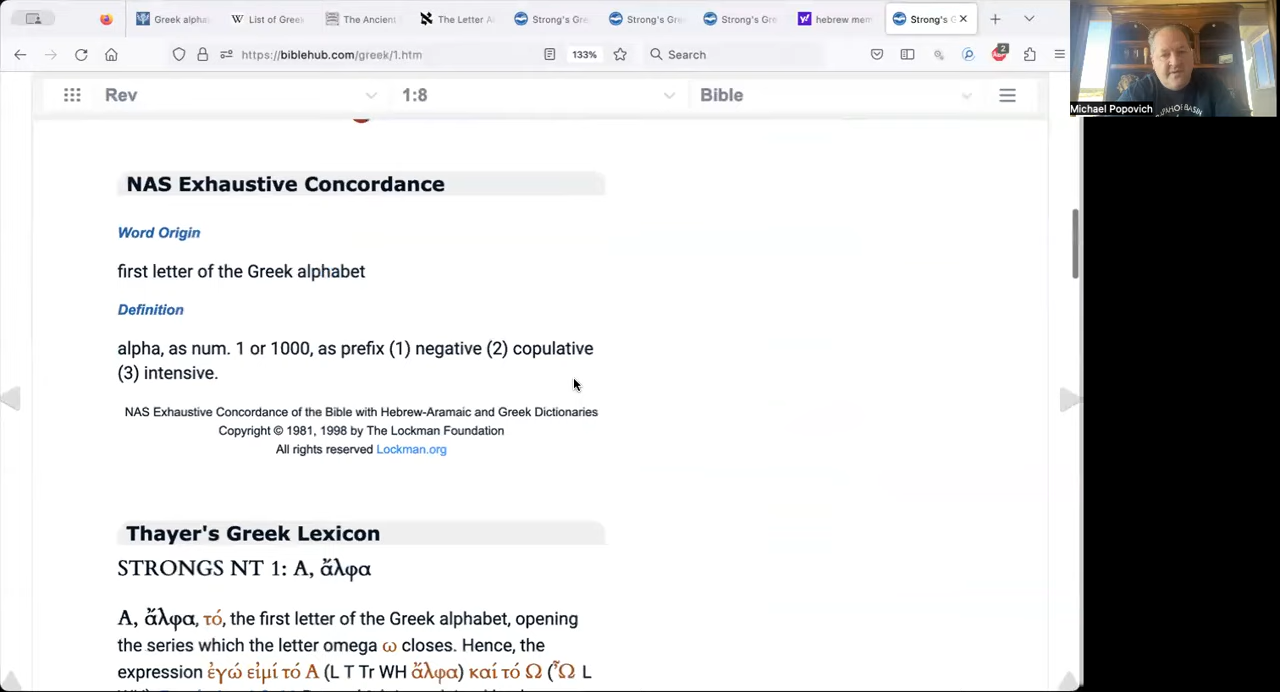 Greek alpha
List of Greek
The Ancient
The Letter A
Strong's Gre
Strong's Gre
Strong's Gre
hebrew mem
Strong's G
https://biblehub.com/greek/1.htm
133%
Search
2
Rev
1:8
Bible
Michael Popovich
NAS Exhaustive Concordance
Word Origin
first letter of the Greek alphabet
Definition
alpha, as num. 1 or 1000, as prefix (1) negative (2) copulative
(3) intensive.
NAS Exhaustive Concordance of the Bible with Hebrew-Aramaic and Greek Dictionaries
Copyright © 1981, 1998 by The Lockman Foundation
All rights reserved Lockman.org
Thayer's Greek Lexicon
STRONGS NT 1: Α, ἄλφα
Α, ἄλφα, τό, the first letter of the Greek alphabet, opening
the series which the letter omega ω closes. Hence, the
expression ἐγώ εἰμί τό Α (L T Tr WH ἄλφα) καί τό Ω (Ὦ L